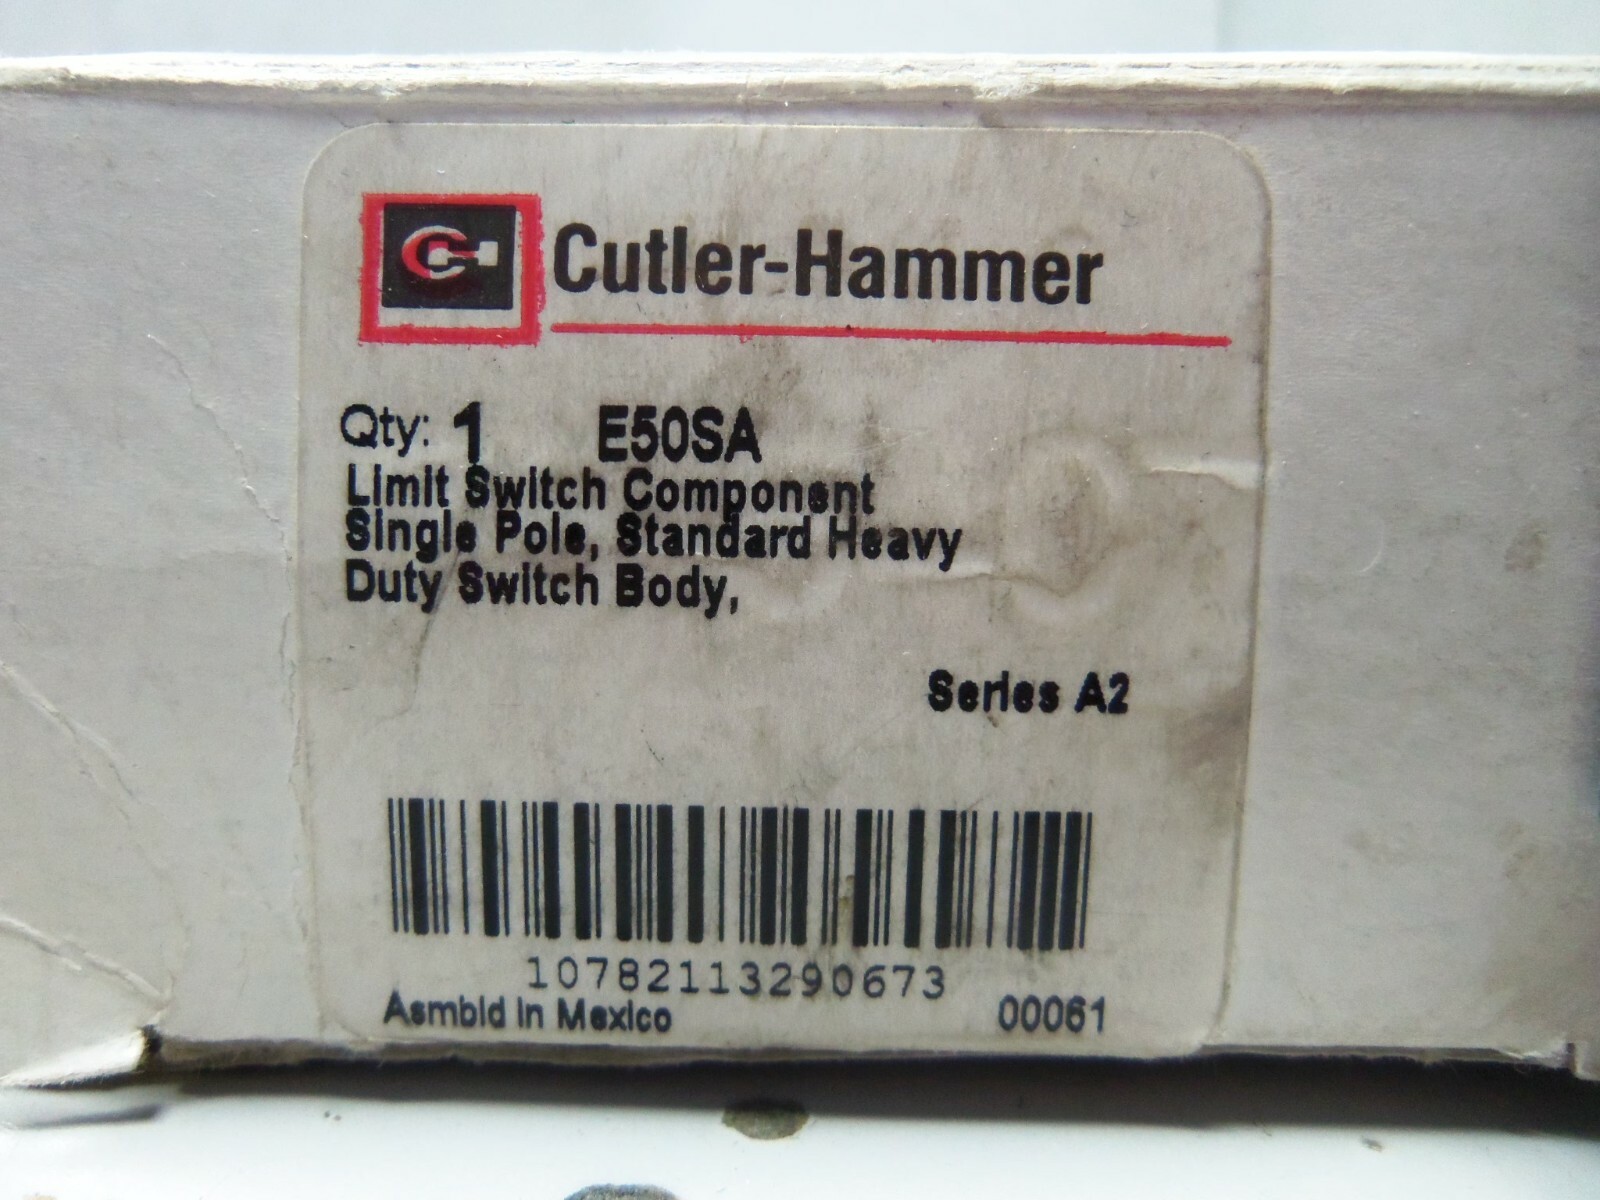 CH Cutler-Hammer
Qty: 1 E50SA
Limit Switch Component
Single Pole, Standard Heavy
Duty Switch Body,
Series A2
10782113290673
Asmbld in Mexico 00061